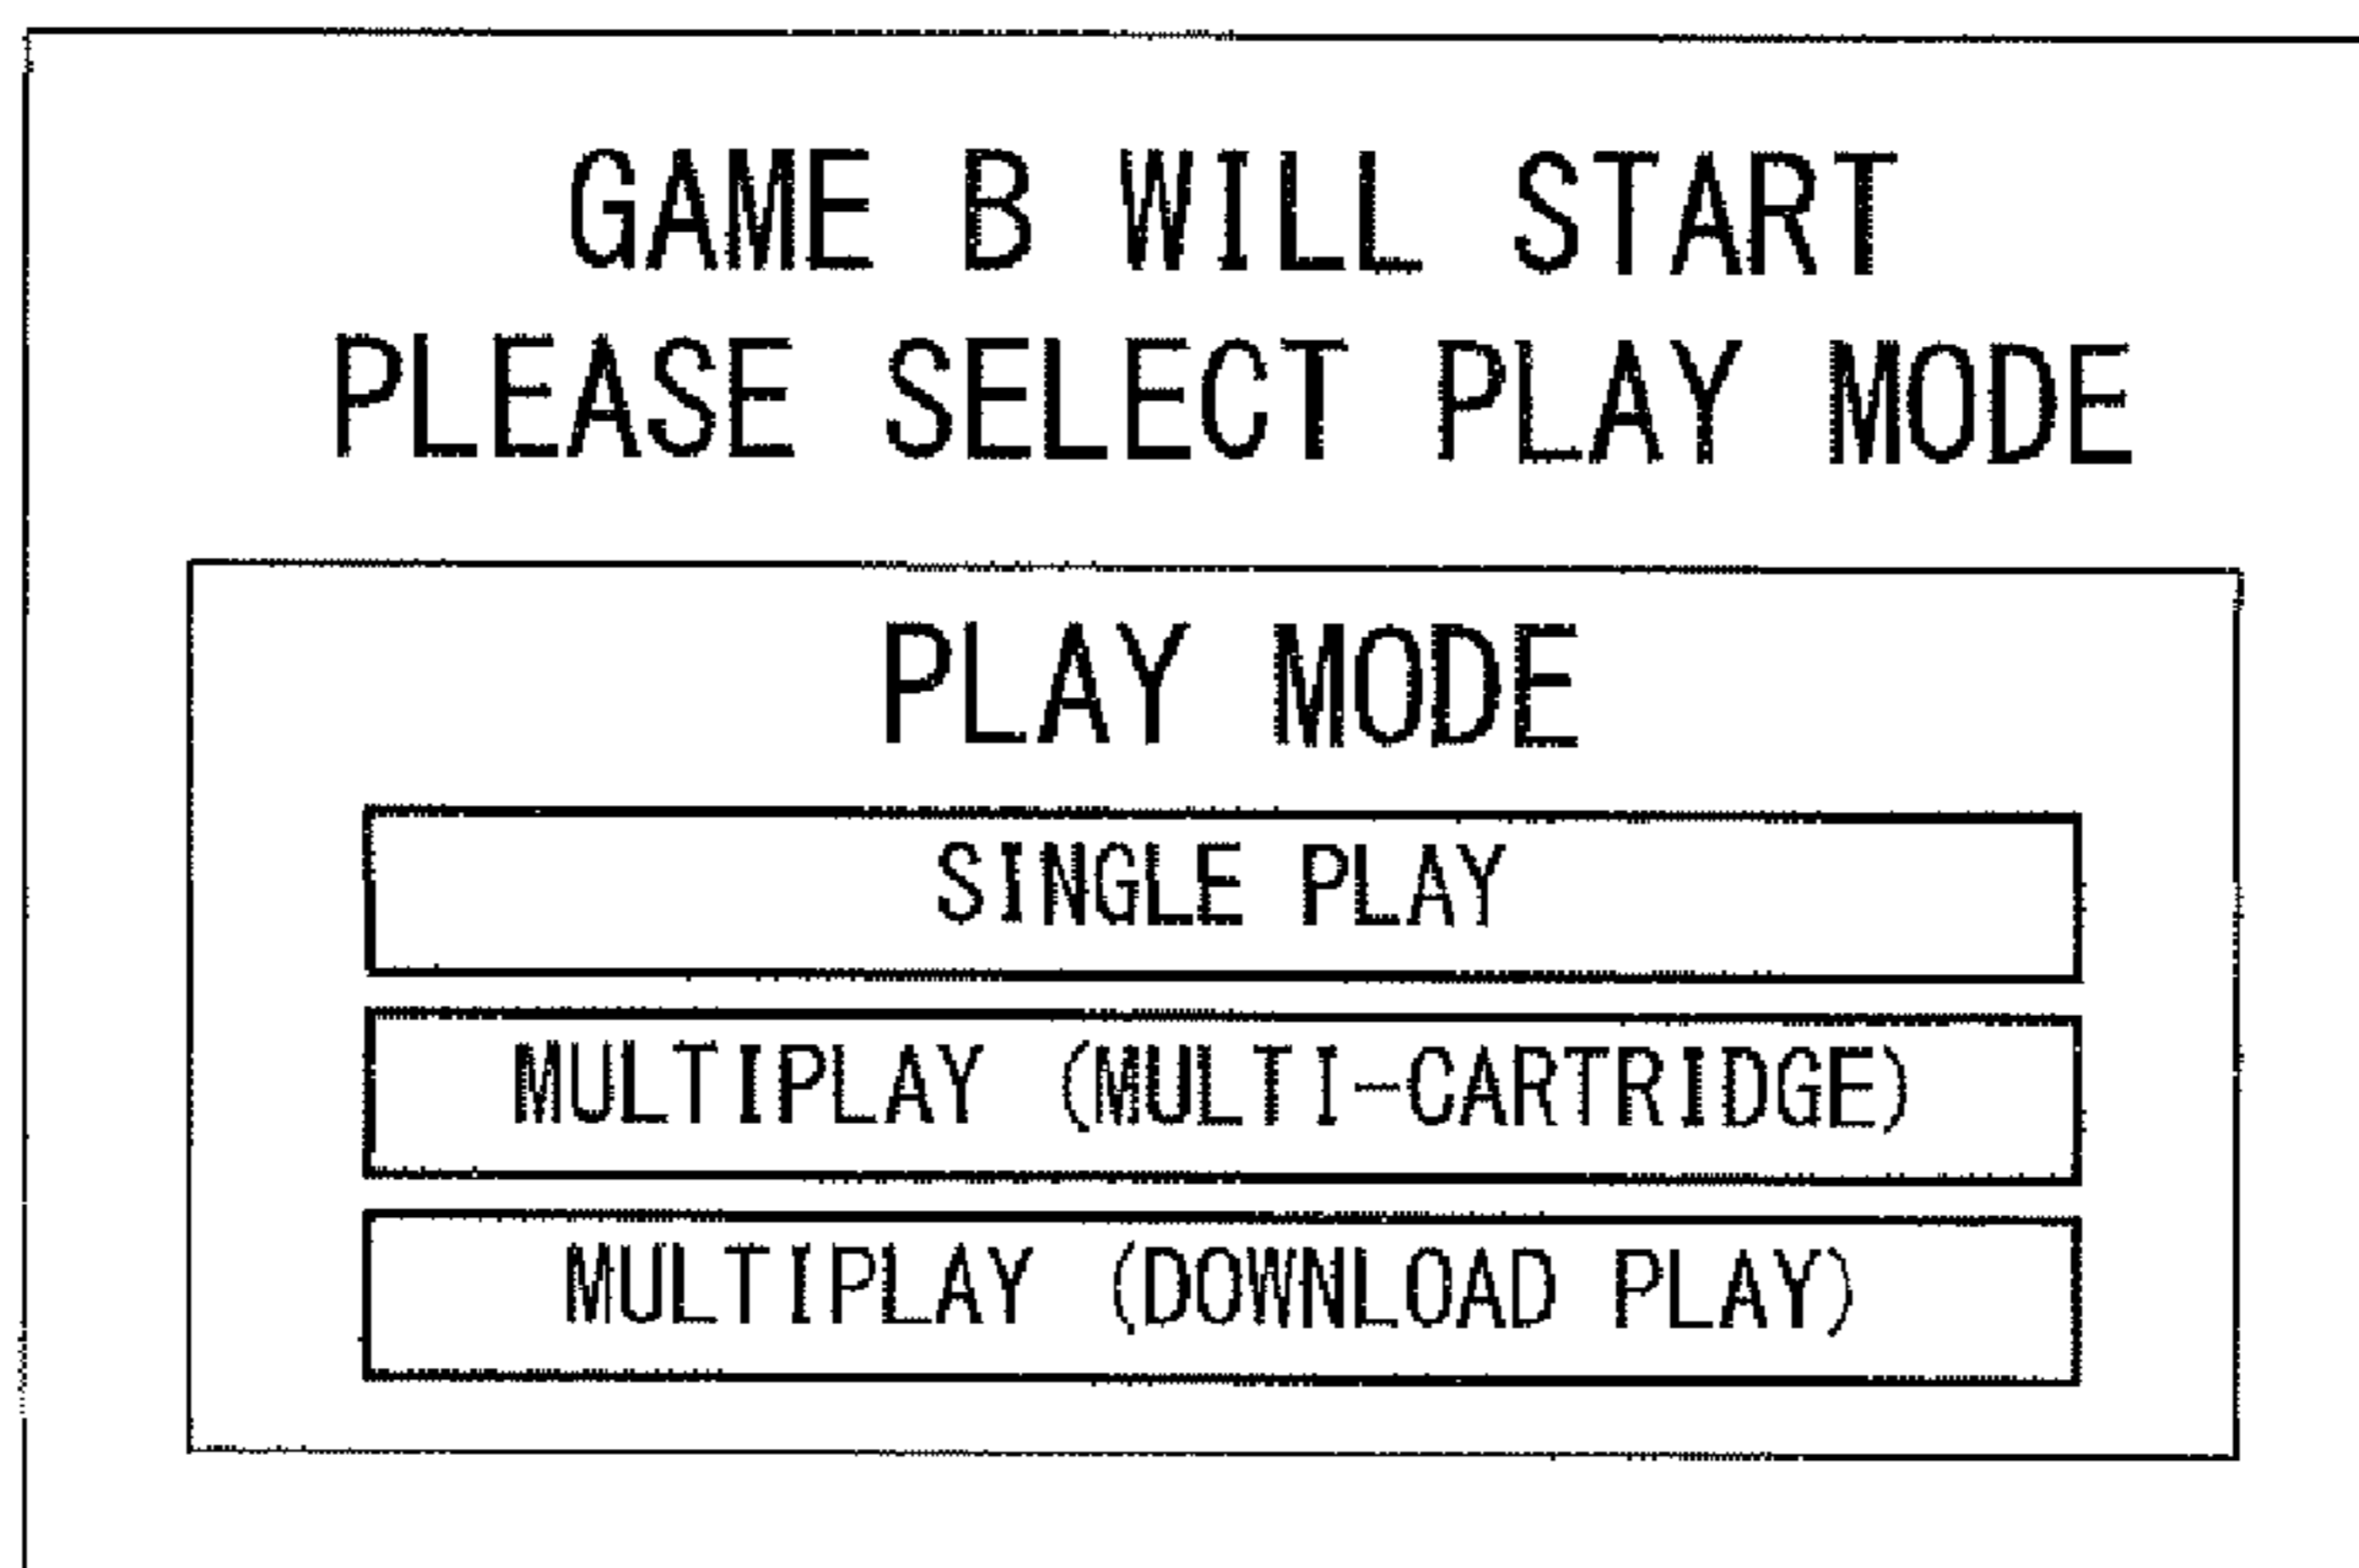 GAME B WILL START
PLEASE SELECT PLAY MODE
PLAY MODE
SINGLE PLAY
MULTIPLAY (MULTI-CARTRIDGE)
MULTIPLAY (DOWNLOAD PLAY)